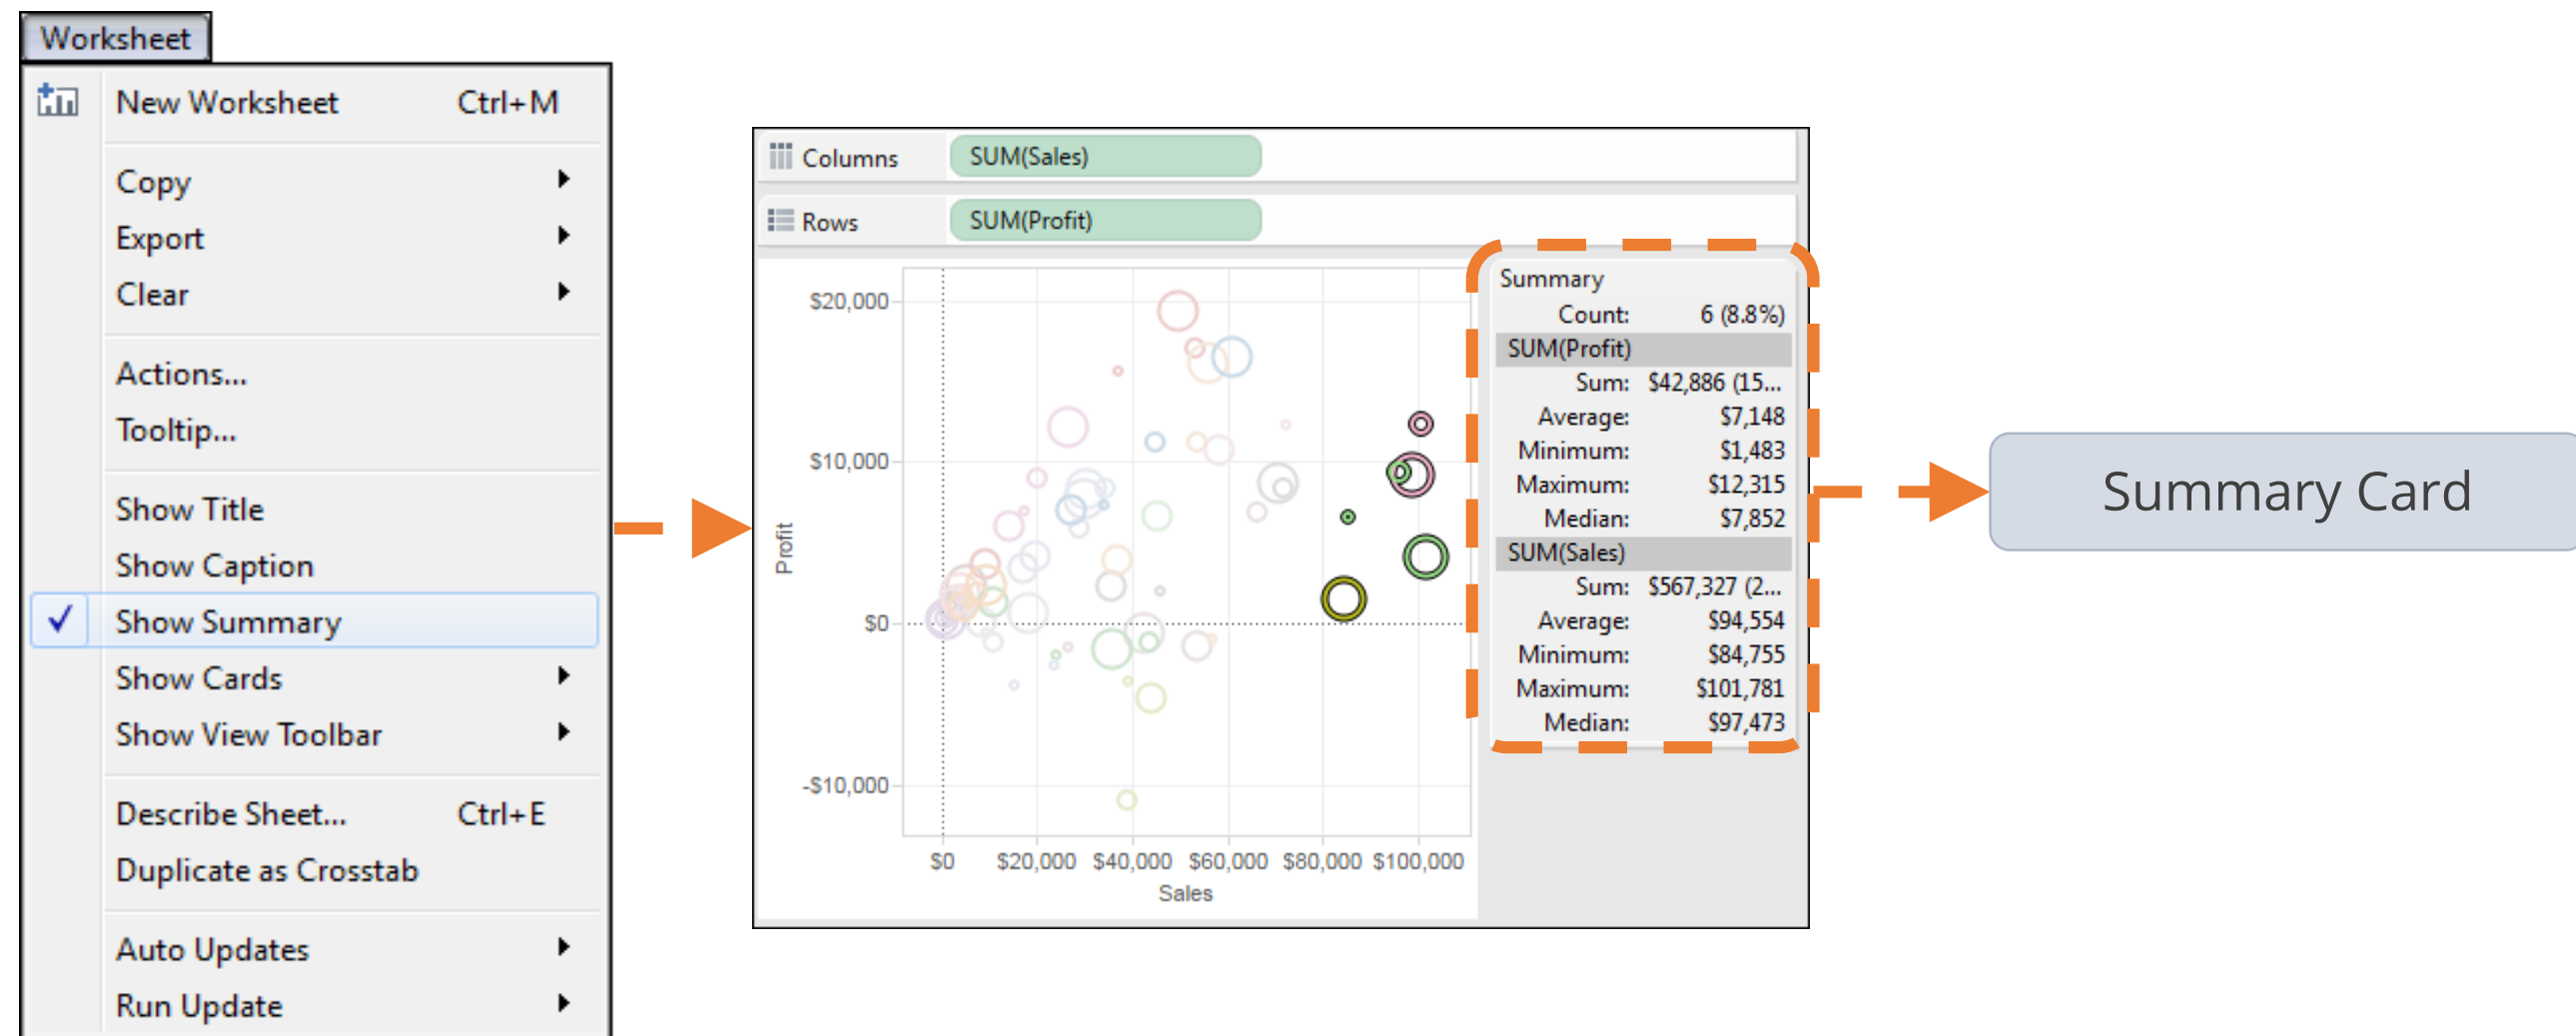 Worksheet
New Worksheet Ctrl+M
Copy
Export
Clear
Actions...
Tooltip...
Show Title
Show Caption
Show Summary
Show Cards
Show View Toolbar
Describe Sheet... Ctrl+E
Duplicate as Crosstab
Auto Updates
Run Update
Columns SUM(Sales)
Rows SUM(Profit)
$20,000
$10,000
$0
-$10,000
Profit
$0 $20,000 $40,000 $60,000 $80,000 $100,000
Sales
Summary
Count: 6 (8.8%)
SUM(Profit)
Sum: $42,886 (15...
Average: $7,148
Minimum: $1,483
Maximum: $12,315
Median: $7,852
SUM(Sales)
Sum: $567,327 (2...
Average: $94,554
Minimum: $84,755
Maximum: $101,781
Median: $97,473
Summary Card